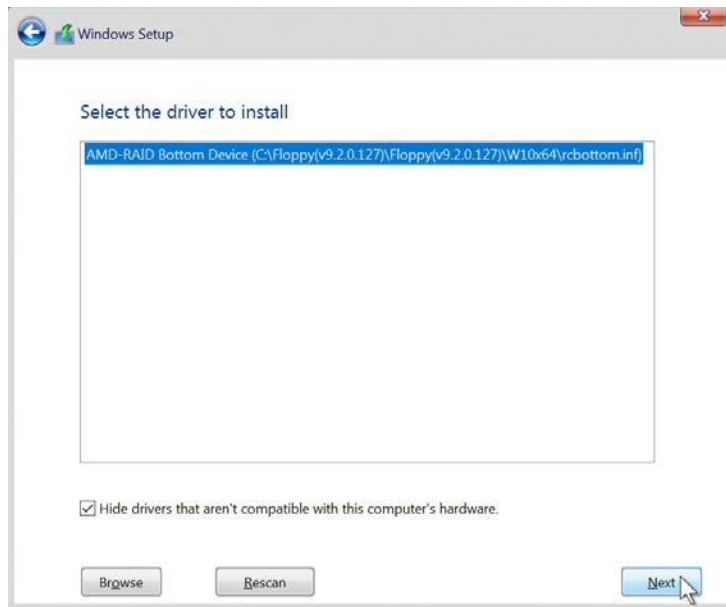 Windows Setup
Select the driver to install
AMD-RAID Bottom Device (C:\Floppy(v9.2.0.127)\Floppy(v9.2.0.127)\W10x64\rcbottom.inf)
Hide drivers that aren't compatible with this computer's hardware.
Browse
Rescan
Next